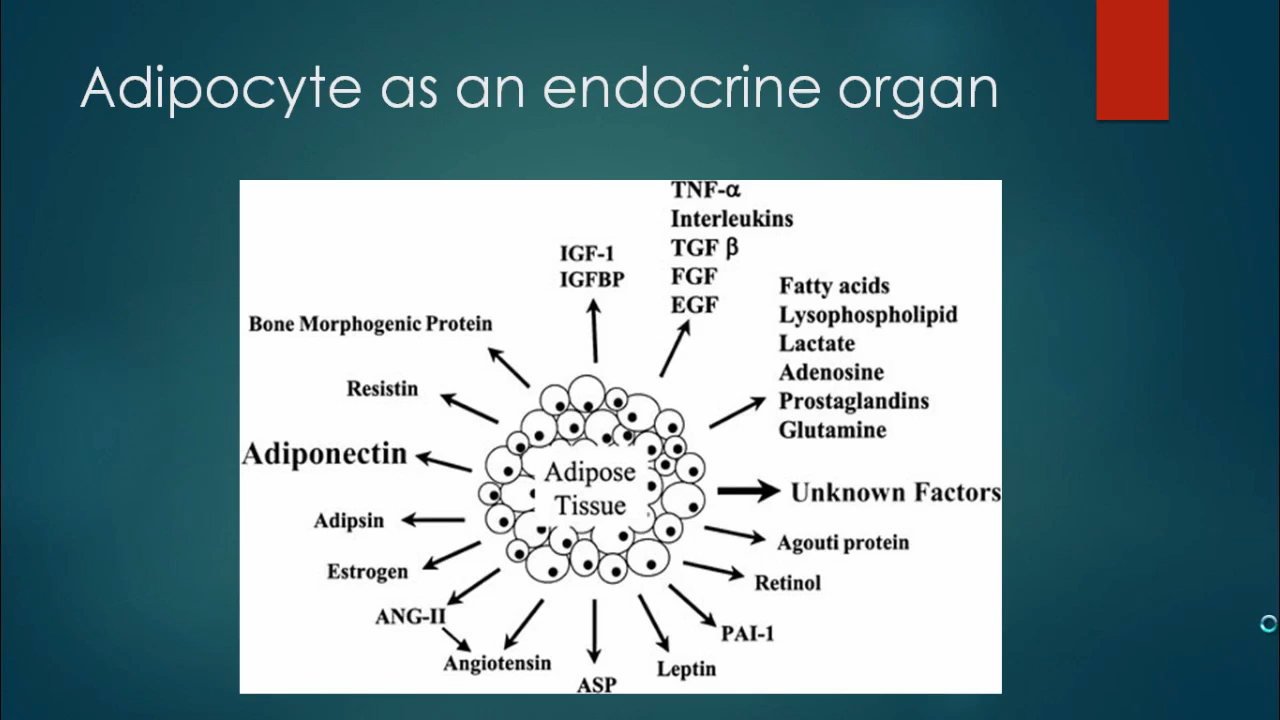 Adipocyte as an endocrine organ
TNF-α
Interleukins
TGF β
FGF
EGF
IGF-1
IGFBP
Fatty acids
Lysophospholipid
Lactate
Adenosine
Prostaglandins
Glutamine
Bone Morphogenic Protein
Resistin
Adiponectin
Adipose
Tissue
Unknown Factors
Adipsin
Agouti protein
Estrogen
Retinol
ANG-II
PAI-1
Angiotensin
Leptin
ASP